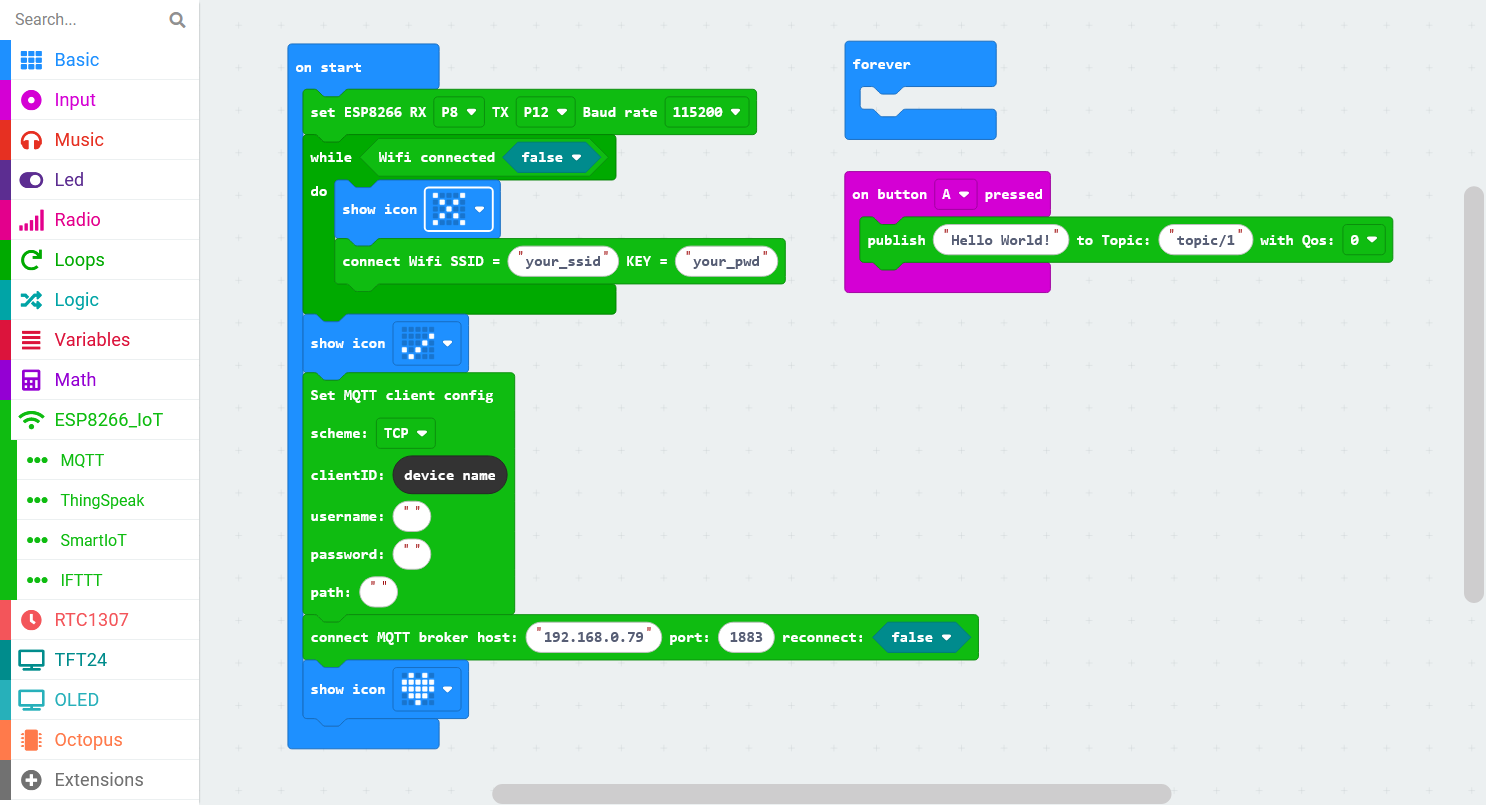 Search...
Basic
Input
Music
Led
Radio
Loops
Logic
Variables
Math
ESP8266_IoT
MQTT
ThingSpeak
SmartIoT
IFTTT
RTC1307
TFT24
OLED
Octopus
Extensions
on start
set ESP8266 RX P8 TX P12 Baud rate 115200
while Wifi connected false
do
show icon
connect Wifi SSID = "your_ssid" KEY = "your_pwd"
show icon
Set MQTT client config
scheme: TCP
clientID: device name
username: " "
password: " "
path: " "
connect MQTT broker host: "192.168.0.79" port: 1883 reconnect: false
show icon
forever
on button A pressed
publish "Hello World!" to Topic: "topic/1" with Qos: 0